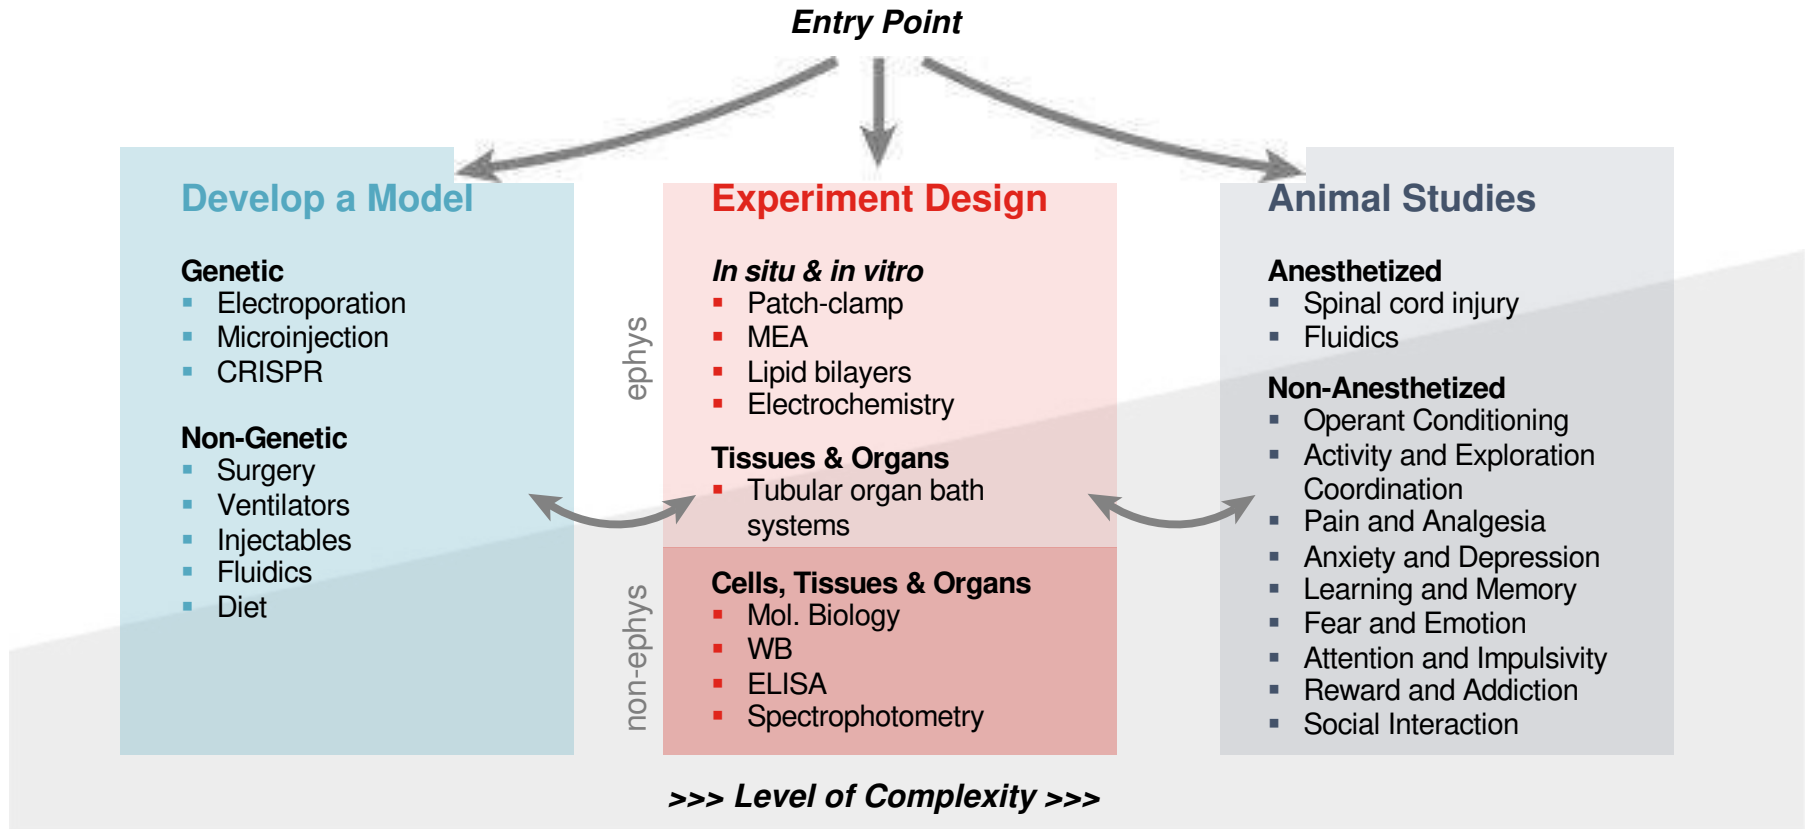 Entry Point
Develop a Model
Genetic
Electroporation
Microinjection
CRISPR
Non-Genetic
Surgery
Ventilators
Injectables
Fluidics
Diet
ephys
non-ephys
Experiment Design
In situ & in vitro
Patch-clamp
MEA
Lipid bilayers
Electrochemistry
Tissues & Organs
Tubular organ bath
systems
Cells, Tissues & Organs
Mol. Biology
WB
ELISA
Spectrophotometry
Animal Studies
Anesthetized
Spinal cord injury
Fluidics
Non-Anesthetized
Operant Conditioning
Activity and Exploration
Coordination
Pain and Analgesia
Anxiety and Depression
Learning and Memory
Fear and Emotion
Attention and Impulsivity
Reward and Addiction
Social Interaction
>>> Level of Complexity >>>